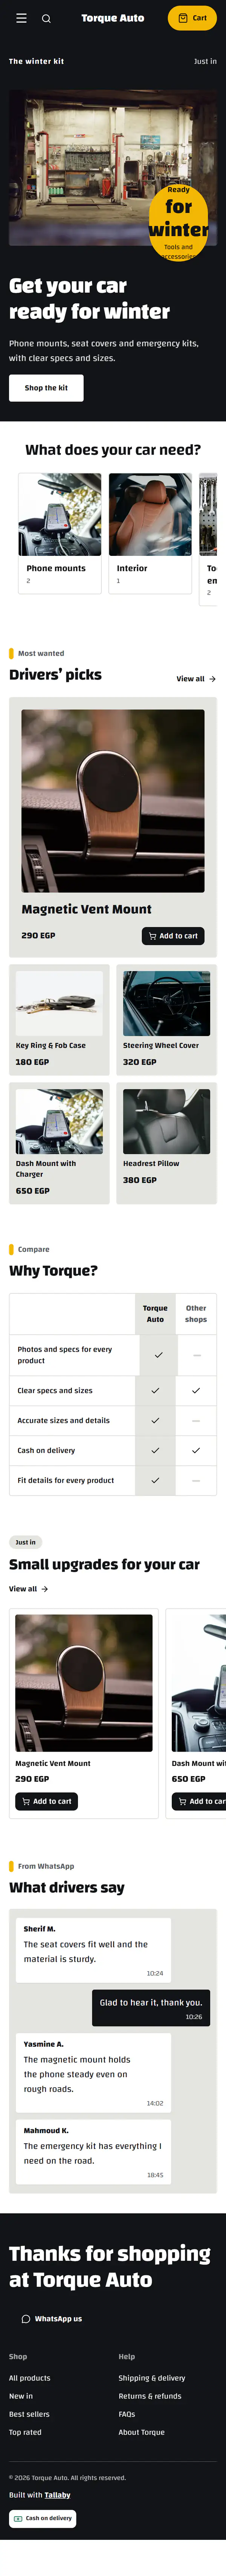 Torque Auto
Cart
The winter kit
Just in
Ready
for
winter
Tools and
accessories
Get your car
ready for winter
Phone mounts, seat covers and emergency kits,
with clear specs and sizes.
Shop the kit
What does your car need?
Phone mounts
2
Interior
1
To
em
2
Most wanted
Drivers’ picks
View all
Magnetic Vent Mount
290 EGP
Add to cart
Key Ring & Fob Case
180 EGP
Steering Wheel Cover
320 EGP
Dash Mount with
Charger
650 EGP
Headrest Pillow
380 EGP
Compare
Why Torque?
Torque
Auto
Other
shops
Photos and specs for every
product
Clear specs and sizes
Accurate sizes and details
Cash on delivery
Fit details for every product
Just in
Small upgrades for your car
View all
Magnetic Vent Mount
290 EGP
Add to cart
Dash Mount wit
650 EGP
Add to car
From WhatsApp
What drivers say
Sherif M.
The seat covers fit well and the
material is sturdy.
10:24
Glad to hear it, thank you.
10:26
Yasmine A.
The magnetic mount holds
the phone steady even on
rough roads.
14:02
Mahmoud K.
The emergency kit has everything I
need on the road.
18:45
Thanks for shopping
at Torque Auto
WhatsApp us
Shop
Help
All products
Shipping & delivery
New in
Returns & refunds
Best sellers
FAQs
Top rated
About Torque
© 2026 Torque Auto. All rights reserved.
Built with Tallaby
Cash on delivery